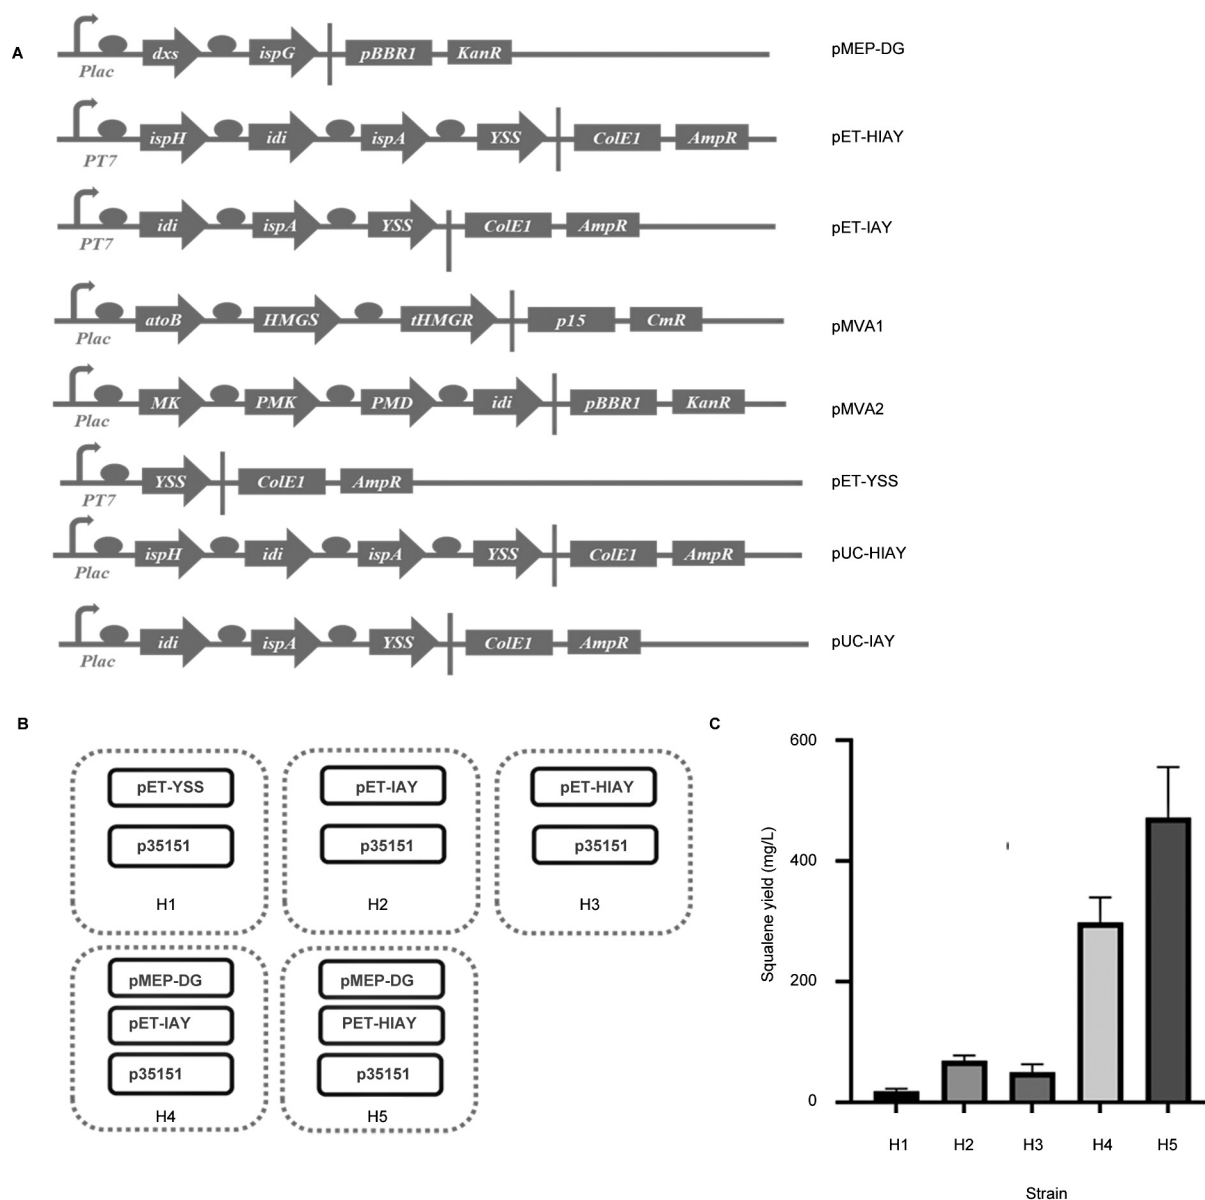 A
dxs ispG pBBR1 KanR pMEP-DG
Plac
ispH idi ispA YSS ColE1 AmpR pET-HIAY
PT7
idi ispA YSS ColE1 AmpR pET-IAY
PT7
atoB HMGS tHMGR p15 CmR pMVA1
Plac
MK PMK PMD idi pBBR1 KanR pMVA2
Plac
YSS ColE1 AmpR pET-YSS
PT7
ispH idi ispA YSS ColE1 AmpR pUC-HIAY
Plac
idi ispA YSS ColE1 AmpR pUC-IAY
Plac
B
pET-YSS
p35151
H1
pET-IAY
p35151
H2
pET-HIAY
p35151
H3
pMEP-DG
pET-IAY
p35151
H4
pMEP-DG
PET-HIAY
p35151
H5
C
Squalene yield (mg/L)
600
400
200
0
H1 H2 H3 H4 H5
Strain